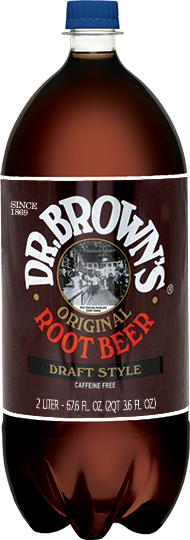 SINCE
1869
DR. BROWN'S
®
ORIGINAL
ROOT BEER
DRAFT STYLE
CAFFEINE FREE
2 LITER - 67.6 FL. OZ. (2QT 3.6 FL. OZ.)